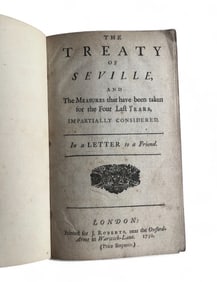 THE
TREATY
OF
SEVILLE,
AND
The MEASURES that have been taken
for the Four Last YEARS,
IMPARTIALLY CONSIDERED.
In a LETTER to a Friend.
LONDON:
Printed for J. ROBERTS, near the Oxford-
Arms in Warwick-Lane. 1730.
(Price Sixpence.)